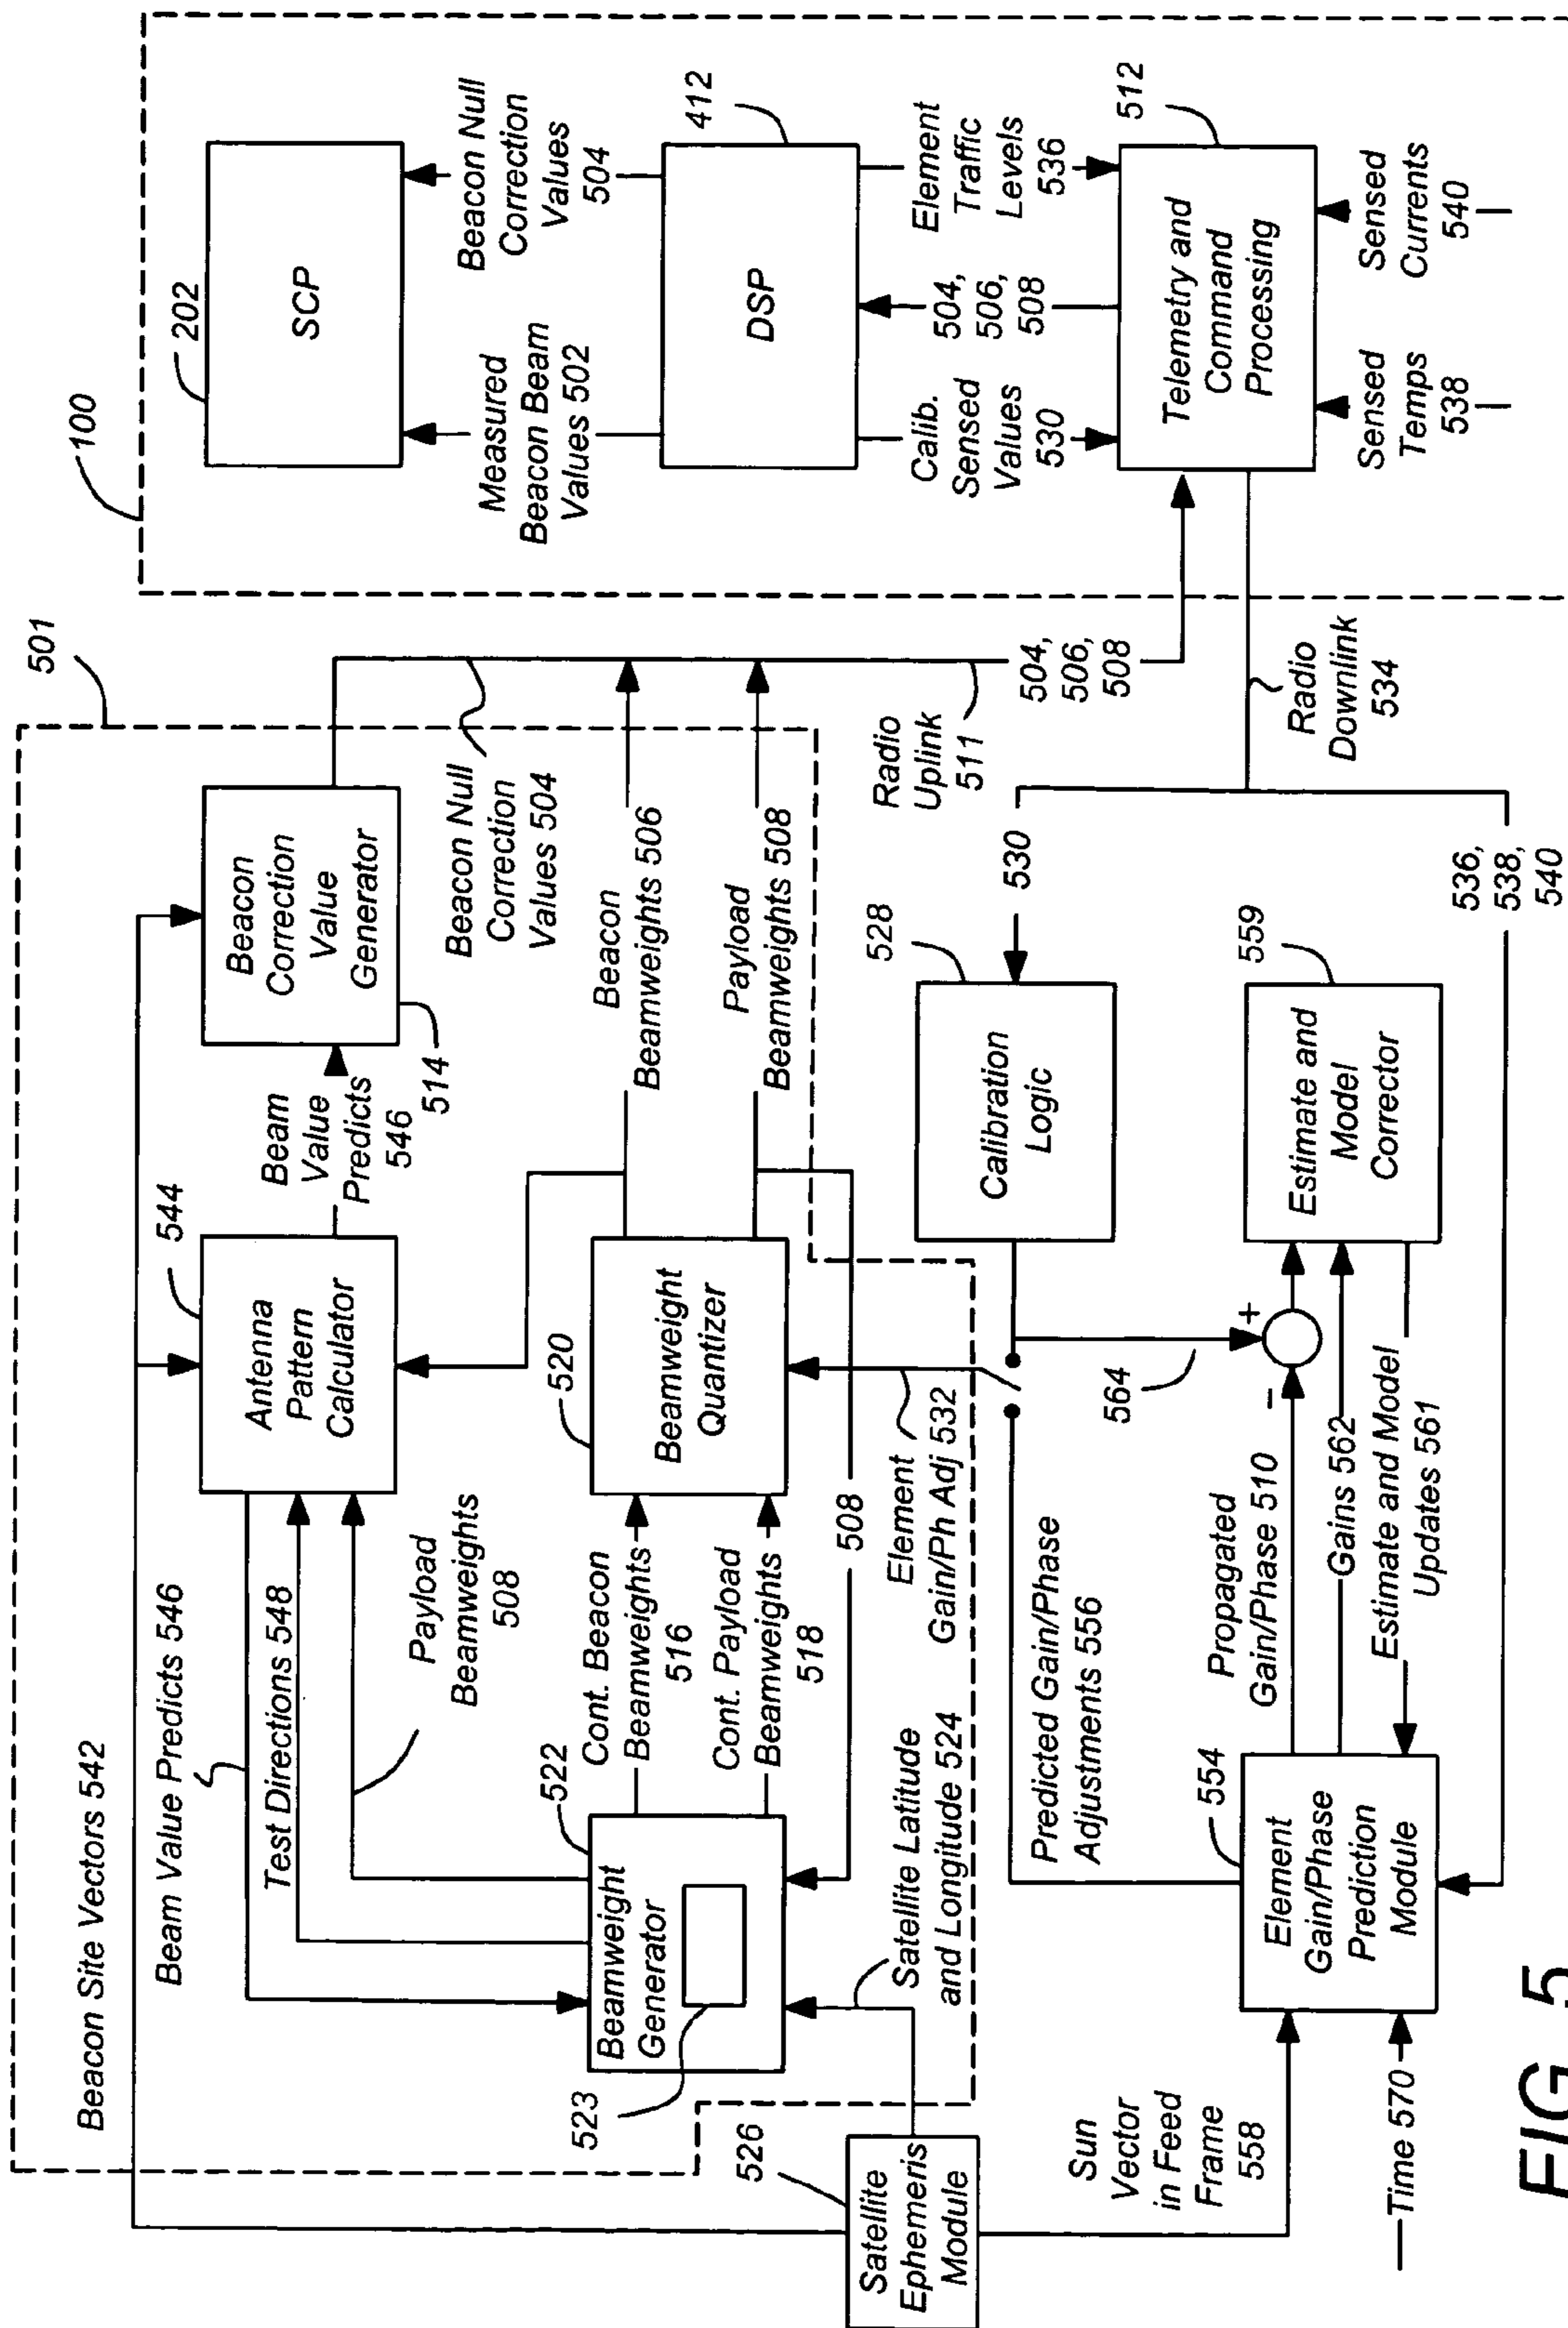 Beacon Site Vectors 542
Beam Value Predicts 546
Test Directions 548
Payload
Beamweights
508
544
Antenna
Pattern
Calculator
Beam
Value
Predicts
546
514
Beacon
Correction
Value
Generator
501
Beacon Null
Correction
Values 504
522
Beamweight
Generator
523
Cont. Beacon
Beamweights
516
Cont. Payload
Beamweights
518
520
Beamweight
Quantizer
Beacon
Beamweights 506
Payload
Beamweights 508
508
Element
Gain/Ph Adj 532
Satellite Latitude
and Longitude 524
526
Satellite
Ephemeris
Module
Sun
Vector
in Feed
Frame
558
Time 570
554
Element
Gain/Phase
Prediction
Module
Predicted Gain/Phase
Adjustments 556
Propagated
Gain/Phase 510
Gains 562
Estimate and Model
Updates 561
564
+
−
528
Calibration
Logic
530
559
Estimate and
Model
Corrector
536,
538,
540
Radio
Uplink
511
504,
506,
508
Radio
Downlink
534
100
202
SCP
Measured
Beacon Beam
Values 502
Beacon Null
Correction
Values
504
412
DSP
Calib.
Sensed
Values
530
504,
506,
508
Element
Traffic
Levels
536
512
Telemetry and
Command
Processing
Sensed
Temps
538
Sensed
Currents
540
FIG. 5